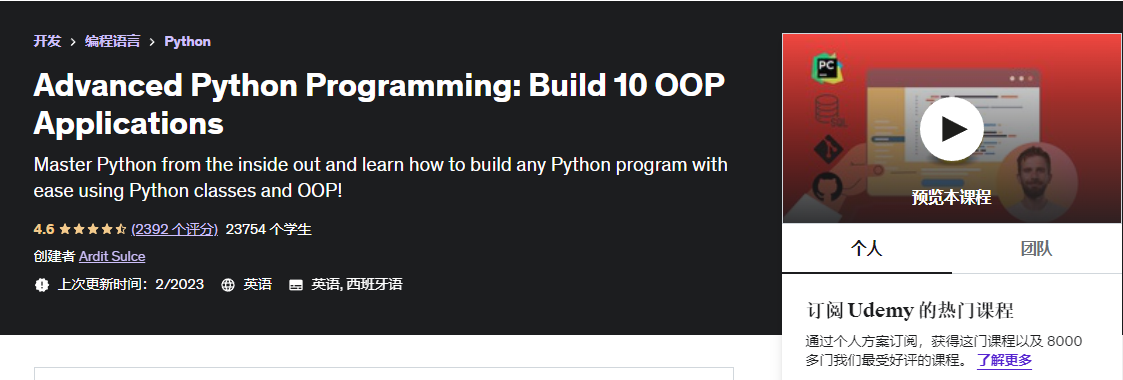 开发 › 编程语言 › Python
Advanced Python Programming: Build 10 OOP
Applications
Master Python from the inside out and learn how to build any Python program with
ease using Python classes and OOP!
4.6 (2392 个评分) 23754 个学生
创建者 Ardit Sulce
上次更新时间：2/2023 英语 英语, 西班牙语
PC
SQL
预览本课程
个人 团队
订阅 Udemy 的热门课程
通过个人方案订阅，获得这门课程以及 8000
多门我们最受好评的课程。 了解更多